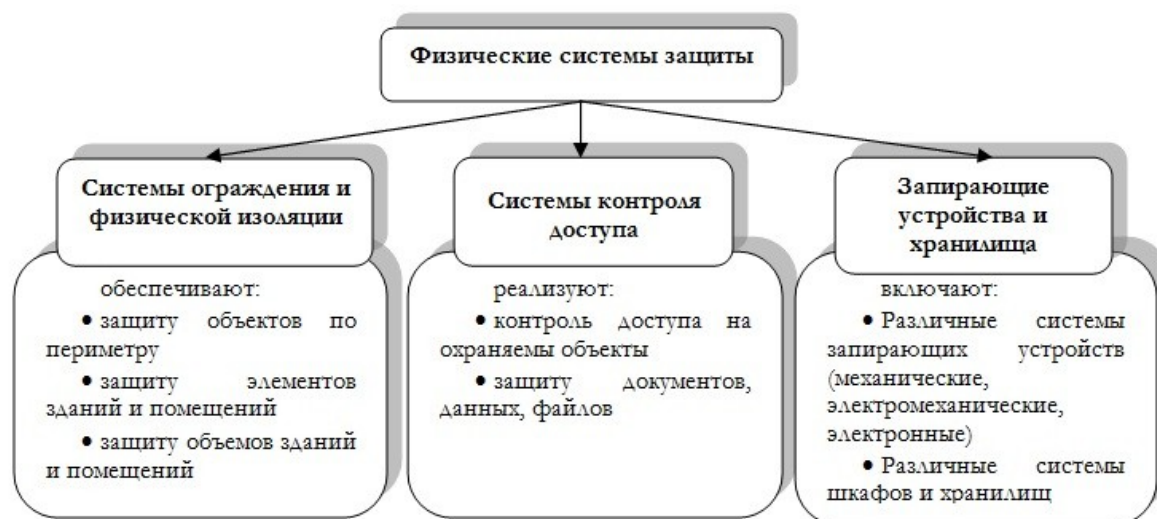 Физические системы защиты
Системы ограждения и
физической изоляции
обеспечивают:
• защиту объектов по
периметру
• защиту элементов
зданий и помещений
• защиту объемов зданий
и помещений
Системы контроля
доступа
реализуют:
• контроль доступа на
охраняемы объекты
• защиту документов,
данных, файлов
Запирающие
устройства и
хранилища
включают:
• Различные системы
запирающих устройств
(механические,
электромеханические,
электронные)
• Различные системы
шкафов и хранилищ